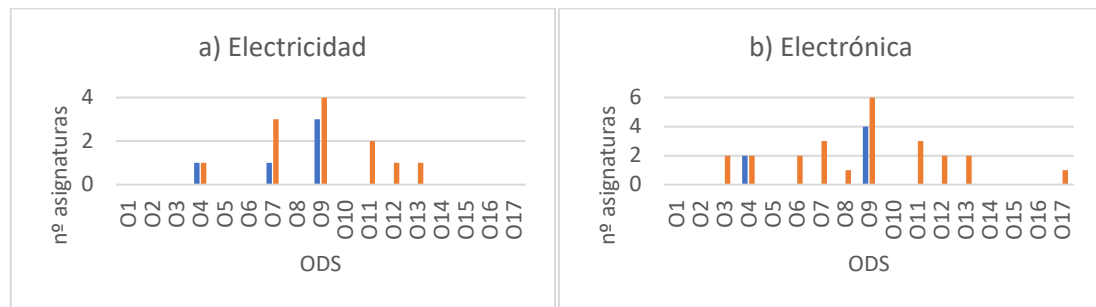 a) Electricidad
nº asignaturas
4
2
0
O1
O2
O3
O4
O5
O6
O7
O8
O9
O10
O11
O12
O13
O14
O15
O16
O17
ODS
b) Electrónica
nº asignaturas
6
4
2
0
O1
O2
O3
O4
O5
O6
O7
O8
O9
O10
O11
O12
O13
O14
O15
O16
O17
ODS